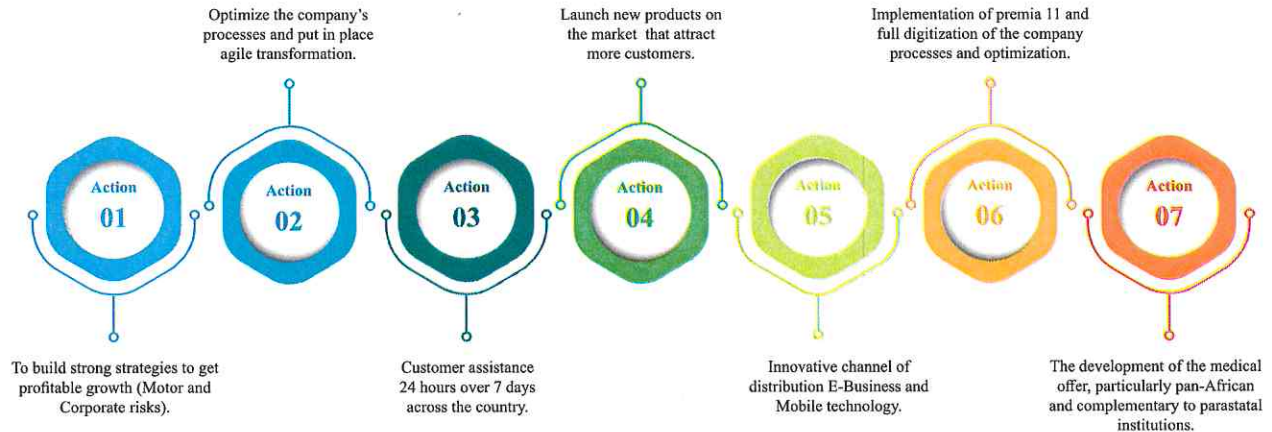 Optimize the company's
processes and put in place
agile transformation.
Launch new products on
the market that attract
more customers.
Implementation of premia 11 and
full digitization of the company
processes and optimization.
Action
01
Action
02
Action
03
Action
04
Action
05
Action
06
Action
07
To build strong strategies to get
profitable growth (Motor and
Corporate risks).
Customer assistance
24 hours over 7 days
across the country.
Innovative channel of
distribution E-Business and
Mobile technology.
The development of the medical
offer, particularly pan-African
and complementary to parastatal
institutions.